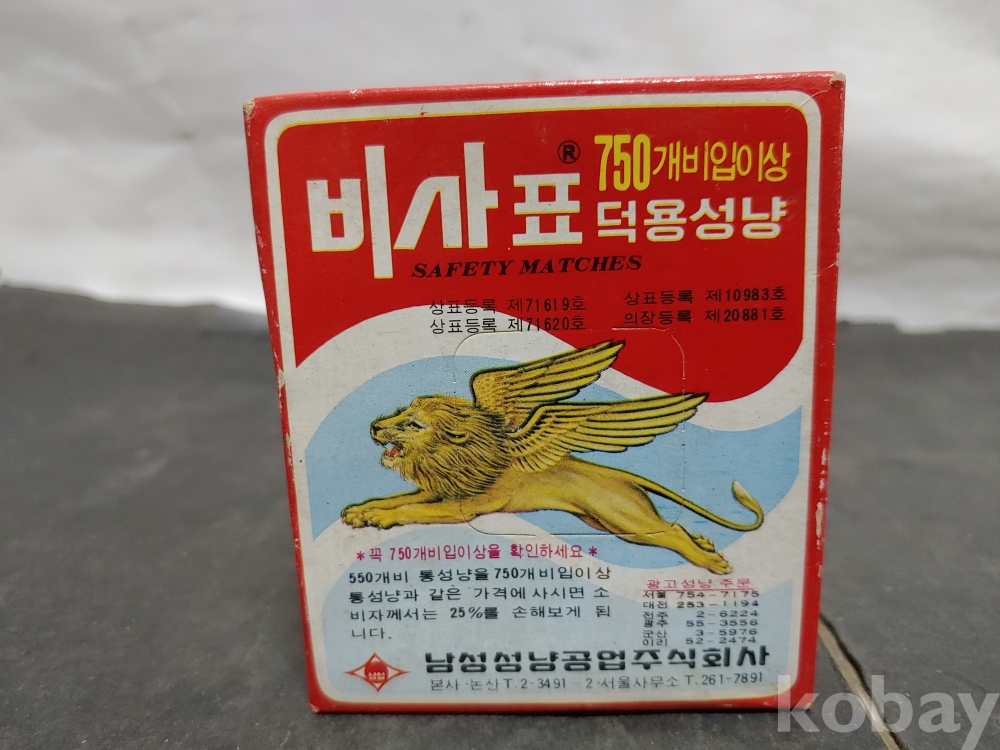 비사표® 750개비입이상
덕용성냥
SAFETY MATCHES
상표등록 제71619호 상표등록 제10983호
상표등록 제71620호 의장등록 제20881호
*꼭 750개비입이상을 확인하세요*
550개비 통성냥을 750개비입이상
통성냥과 같은 가격에 사시면 소
비자께서는 25%를 손해보게 됩
니다.
광고성냥 주문
서울 754-7175
대전 253-1194
전주 2-6224
광주 55-3556
군산 3-5976
이리 52-2474
남성
남성성냥공업주식회사
본사·논산 T.2-3491~2·서울사무소 T.261-7891
kobay